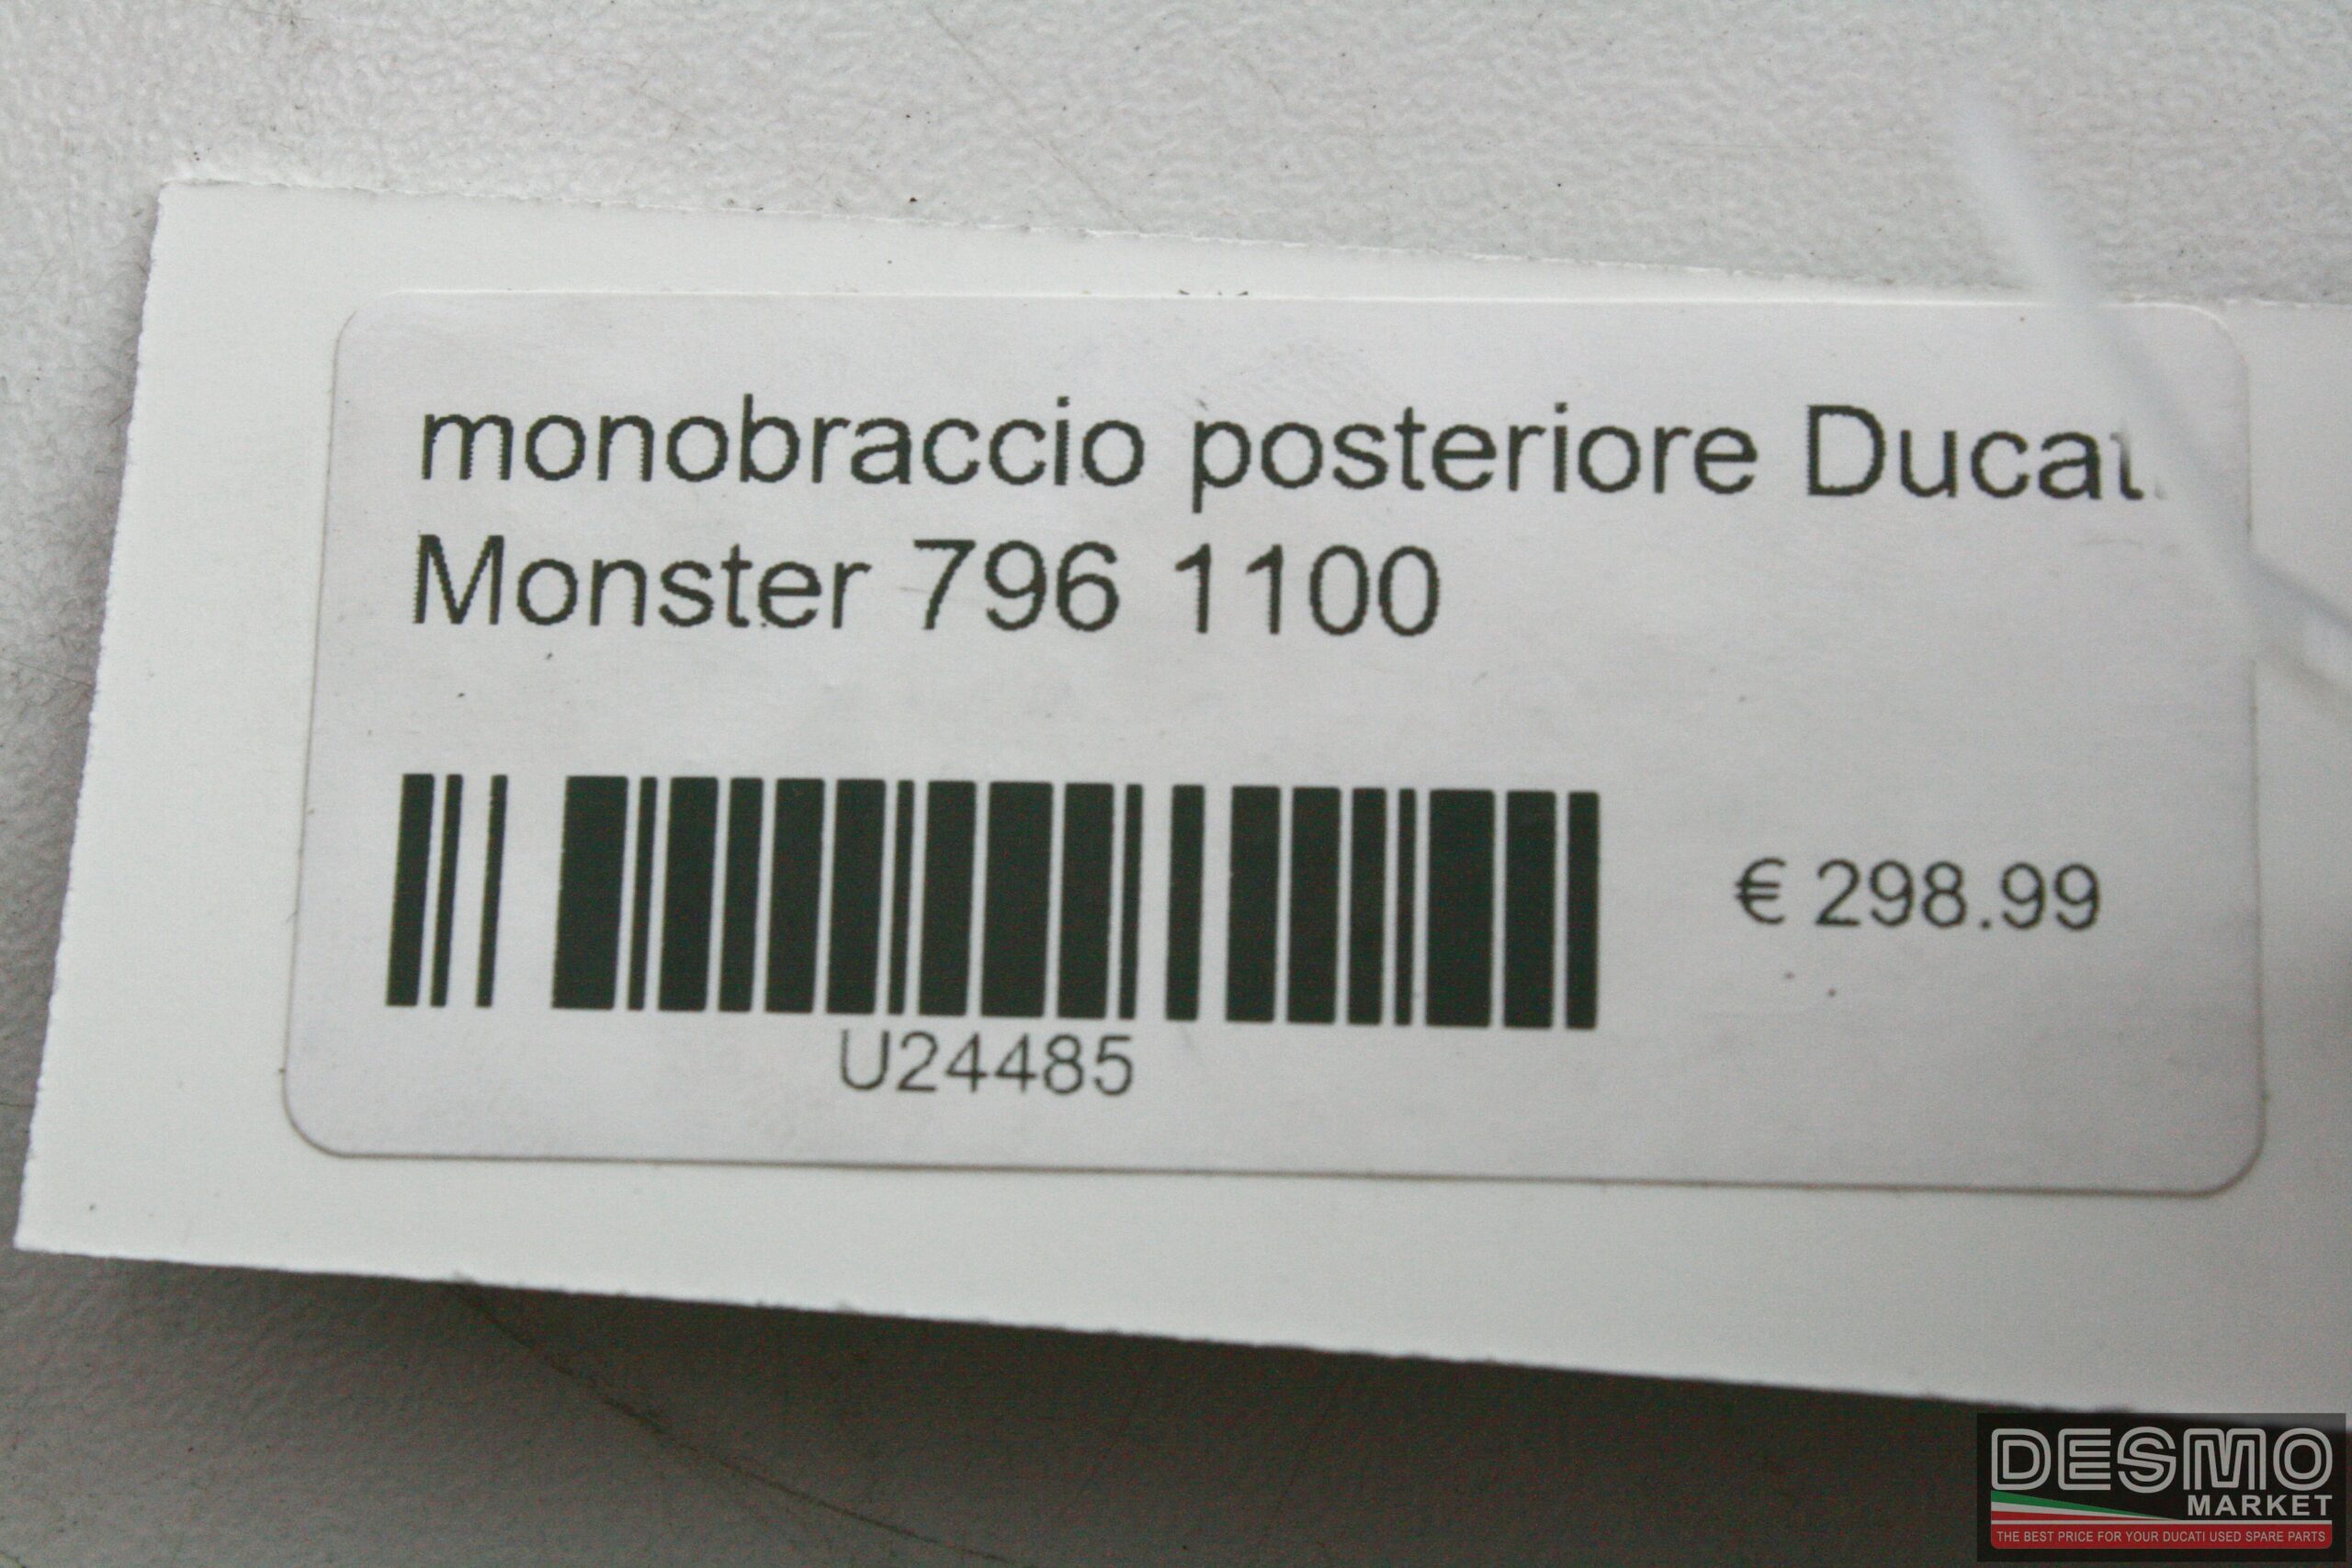 monobraccio posteriore Ducati
Monster 796 1100
€ 298.99
U24485
DESMO
MARKET
THE BEST PRICE FOR YOUR DUCATI USED SPARE PARTS